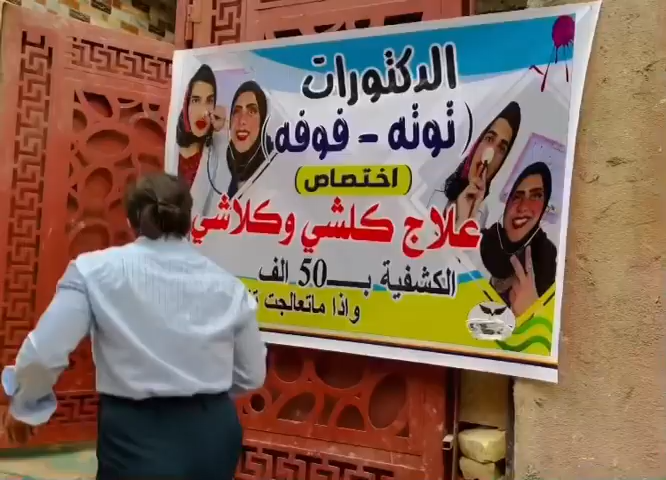 الدكتورات
(توته - فوفه)
(اختصاص)
علاج كلشي وكلاشي
الكشفية بـ 50 الف
واذا ماتعالجت